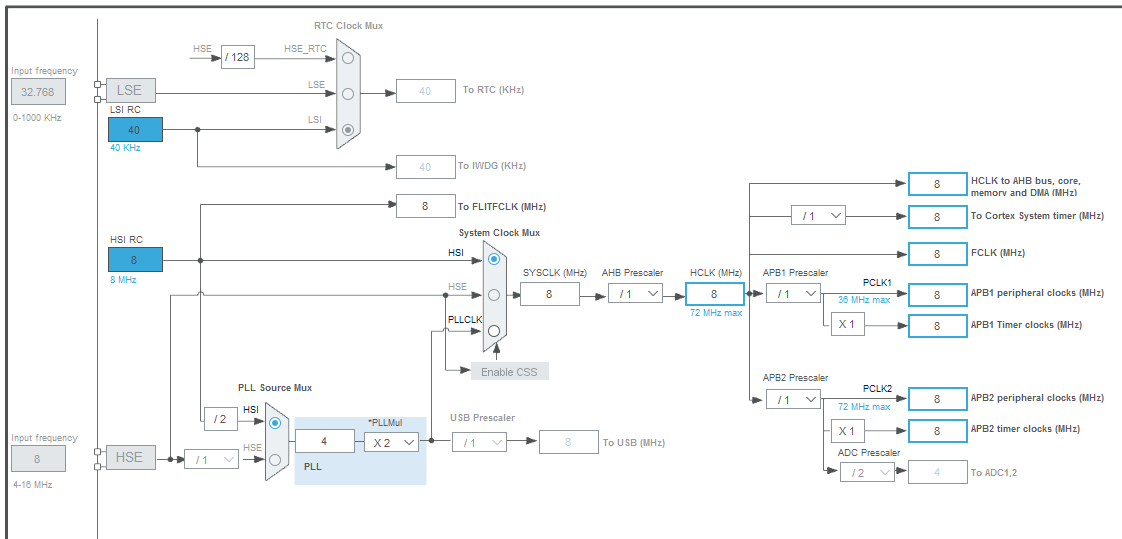 RTC Clock Mux
HSE
/ 128
HSE_RTC
Input frequency
32.768
0-1000 KHz
LSE
LSE
40
To RTC (KHz)
LSI RC
40
40 KHz
LSI
40
To IWDG (KHz)
8
To FLITFCLK (MHz)
HSI RC
8
8 MHz
System Clock Mux
HSI
HSE
PLLCLK
Enable CSS
SYSCLK (MHz)
8
AHB Prescaler
/ 1
HCLK (MHz)
8
72 MHz max
8
HCLK to AHB bus, core,
memory and DMA (MHz)
/ 1
8
To Cortex System timer (MHz)
8
FCLK (MHz)
APB1 Prescaler
/ 1
PCLK1
36 MHz max
8
APB1 peripheral clocks (MHz)
X 1
8
APB1 Timer clocks (MHz)
APB2 Prescaler
/ 1
PCLK2
72 MHz max
8
APB2 peripheral clocks (MHz)
X 1
8
APB2 timer clocks (MHz)
ADC Prescaler
/ 2
4
To ADC1,2
PLL Source Mux
/ 2
HSI
HSE
4
PLL
*PLLMul
X 2
USB Prescaler
/ 1
8
To USB (MHz)
Input frequency
8
4-16 MHz
HSE
/ 1